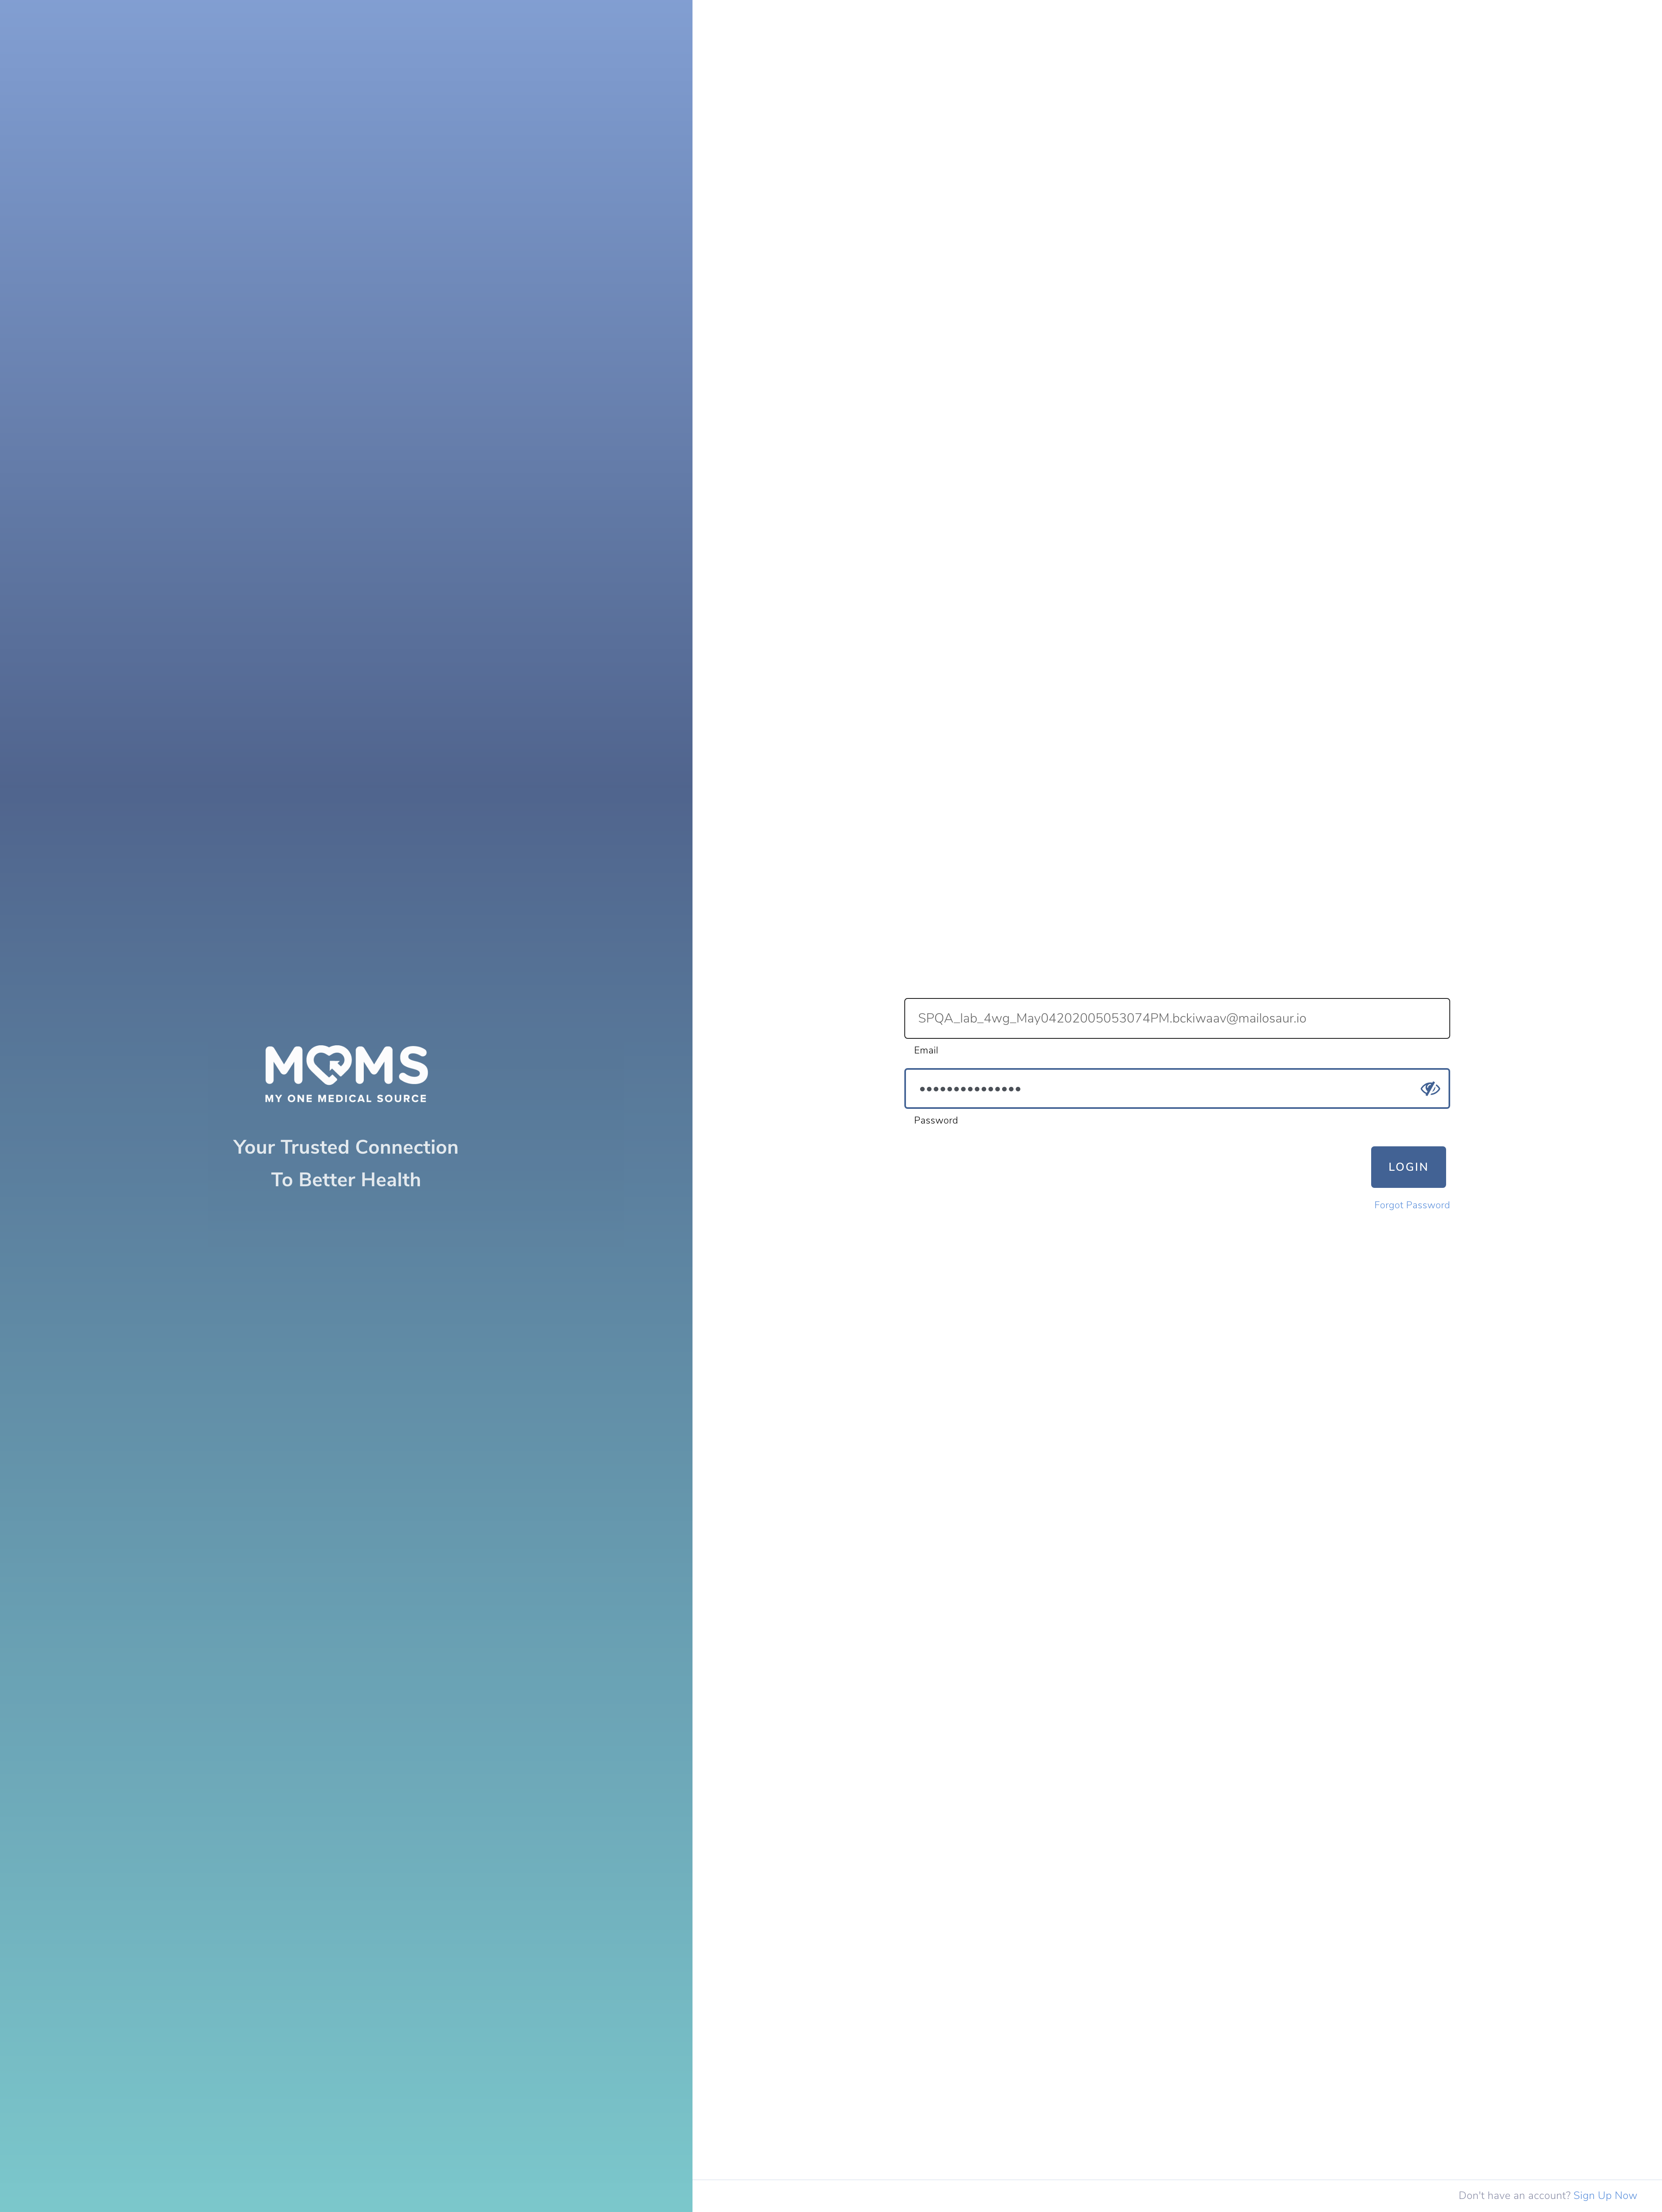 MOMS
MY ONE MEDICAL SOURCE
Your Trusted Connection
To Better Health
SPQA_lab_4wg_May04202005053074PM.bckiwaav@mailosaur.io
Email
•••••••••••••••
Password
LOGIN
Forgot Password
Don't have an account? Sign Up Now